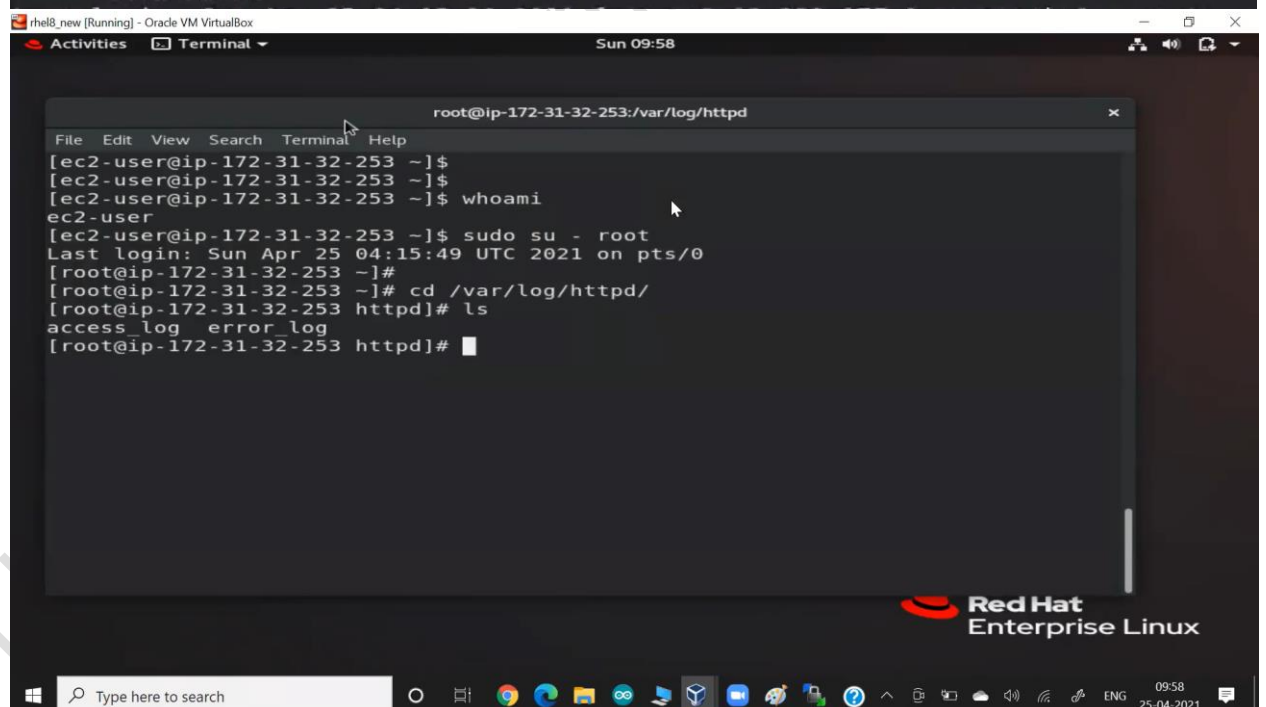 rhel8_new [Running] - Oracle VM VirtualBox
Activities Terminal Sun 09:58
root@ip-172-31-32-253:/var/log/httpd
File Edit View Search Terminal Help
[ec2-user@ip-172-31-32-253 ~]$
[ec2-user@ip-172-31-32-253 ~]$
[ec2-user@ip-172-31-32-253 ~]$ whoami
ec2-user
[ec2-user@ip-172-31-32-253 ~]$ sudo su - root
Last login: Sun Apr 25 04:15:49 UTC 2021 on pts/0
[root@ip-172-31-32-253 ~]#
[root@ip-172-31-32-253 ~]# cd /var/log/httpd/
[root@ip-172-31-32-253 httpd]# ls
access_log error_log
[root@ip-172-31-32-253 httpd]#
Red Hat
Enterprise Linux
Type here to search
ENG 09:58
25-04-2021